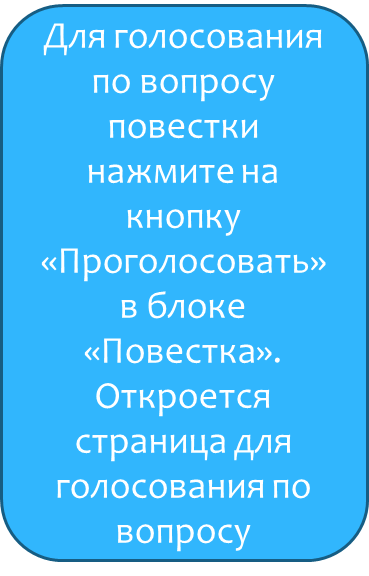 Для голосования
по вопросу
повестки
нажмите на
кнопку
«Проголосовать»
в блоке
«Повестка».
Откроется
страница для
голосования по
вопросу